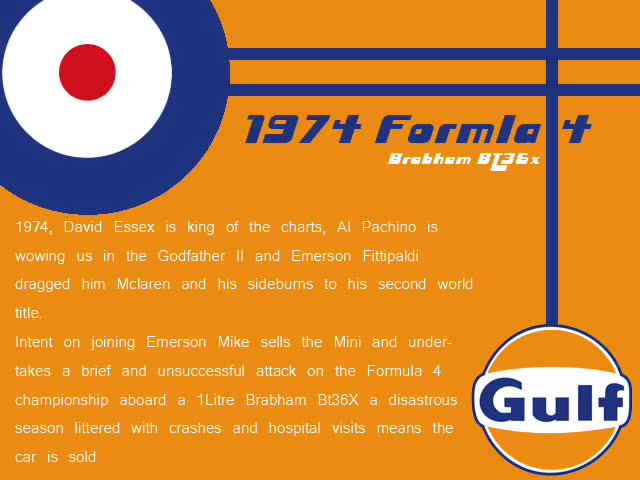 1974 Formla 4
Brabham Bt36x
1974, David Essex is king of the charts, Al Pachino is
wowing us in the Godfather II and Emerson Fittipaldi
dragged him Mclaren and his sideburns to his second world
title.
Intent on joining Emerson Mike sells the Mini and under-
takes a brief and unsuccessful attack on the Formula 4
championship aboard a 1Litre Brabham Bt36X a disastrous
season littered with crashes and hospital visits means the
car is sold
Gulf